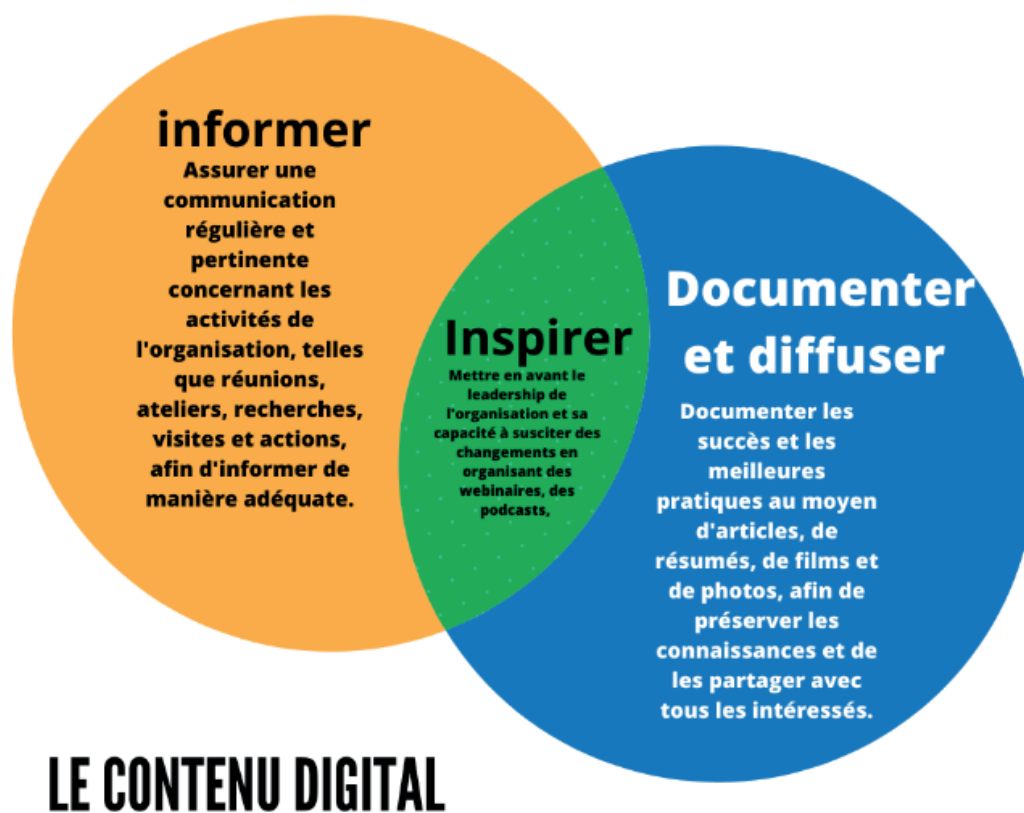 informer
Assurer une
communication
régulière et
pertinente
concernant les
activités de
l'organisation, telles
que réunions,
ateliers, recherches,
visites et actions,
afin d'informer de
manière adéquate.
Inspirer
Mettre en avant le
leadership de
l'organisation et sa
capacité à susciter des
changements en
organisant des
webinaires, des
podcasts,
Documenter
et diffuser
Documenter les
succès et les
meilleures
pratiques au moyen
d'articles, de
résumés, de films et
de photos, afin de
préserver les
connaissances et de
les partager avec
tous les intéressés.
LE CONTENU DIGITAL